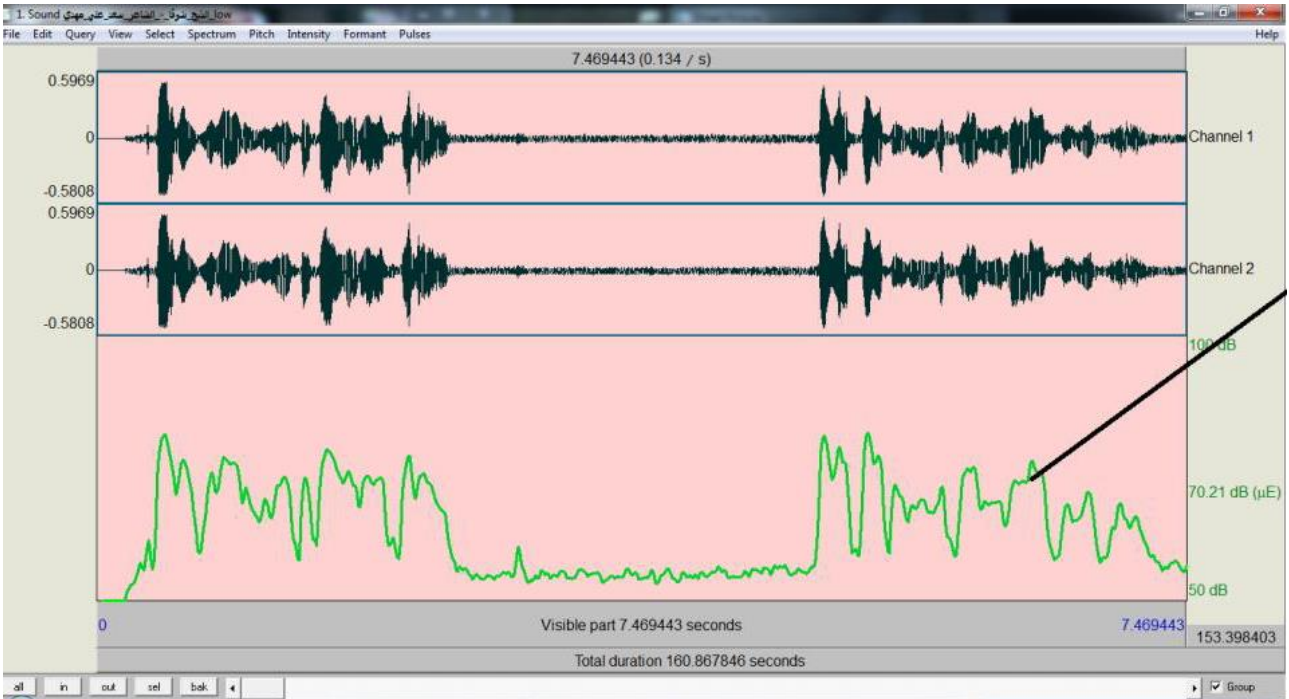 1. Sound الشيخ_شوقا_-_الشاعر_سعد_علي_مهدي_low
File Edit Query View Select Spectrum Pitch Intensity Formant Pulses Help
7.469443 (0.134 / s)
0.5969
0
-0.5808
Channel 1
0.5969
0
-0.5808
Channel 2
100 dB
70.21 dB (µE)
50 dB
0 Visible part 7.469443 seconds 7.469443
153.398403
Total duration 160.867846 seconds
all in out sel bak Group